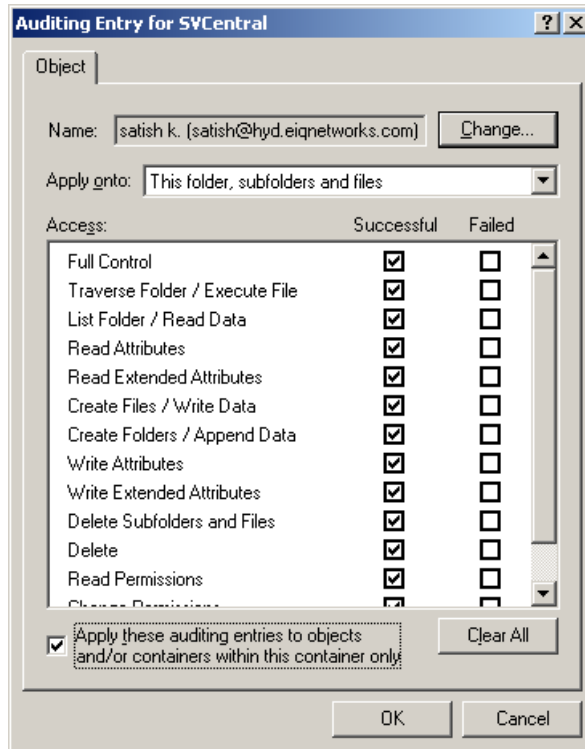 Auditing Entry for SVCentral
Object
Name: satish k. (satish@hyd.eiqnetworks.com) Change...
Apply onto: This folder, subfolders and files
Access: Successful Failed
Full Control
Traverse Folder / Execute File
List Folder / Read Data
Read Attributes
Read Extended Attributes
Create Files / Write Data
Create Folders / Append Data
Write Attributes
Write Extended Attributes
Delete Subfolders and Files
Delete
Read Permissions
Change Permissions
Apply these auditing entries to objects
and/or containers within this container only
Clear All
OK Cancel